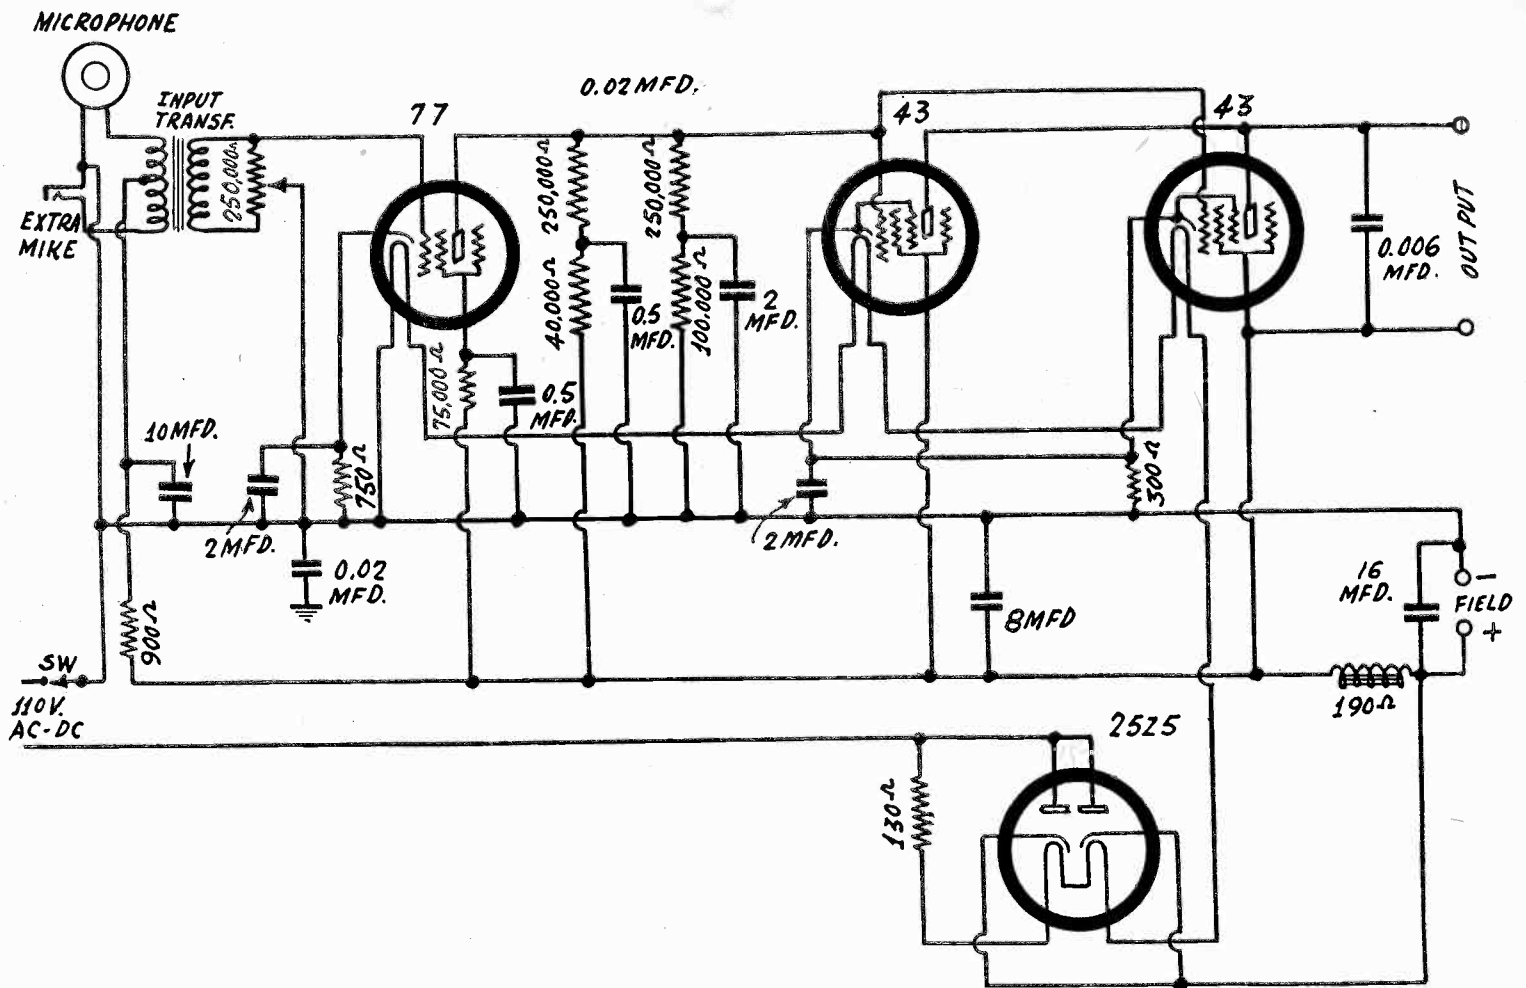 MICROPHONE
INPUT
TRANSF.
250,000Ω
EXTRA
MIKE
77
0.02 MFD.
250,000Ω
40,000Ω
0.5
MFD.
250,000Ω
100.000Ω
2
MFD.
75,000Ω
0.5
MFD.
43
43
0.006
MFD.
OUTPUT
10 MFD.
2 MFD.
750Ω
0.02
MFD.
2 MFD.
300Ω
8 MFD
16
MFD.
−
FIELD
+
190Ω
900Ω
SW
110V.
AC-DC
2525
130Ω